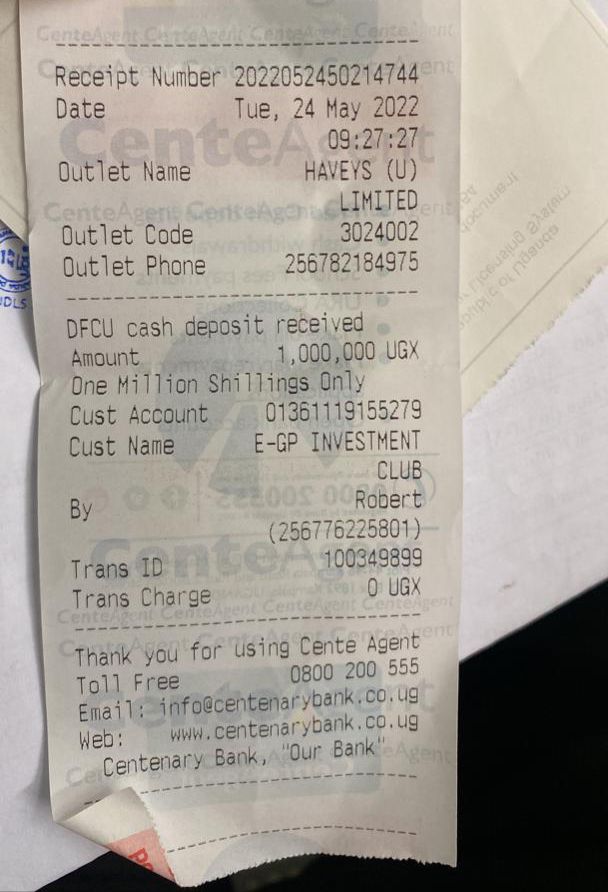 Receipt Number 2022052450214744
Date Tue, 24 May 2022
09:27:27
Outlet Name HAVEYS (U)
LIMITED
Outlet Code 3024002
Outlet Phone 256782184975
DFCU cash deposit received
Amount 1,000,000 UGX
One Million Shillings Only
Cust Account 01361119155279
Cust Name E-GP INVESTMENT
CLUB
By Robert
(256776225801)
Trans ID 100349899
Trans Charge 0 UGX
Thank you for using Cente Agent
Toll Free 0800 200 555
Email: info@centenarybank.co.ug
Web: www.centenarybank.co.ug
Centenary Bank, "Our Bank"